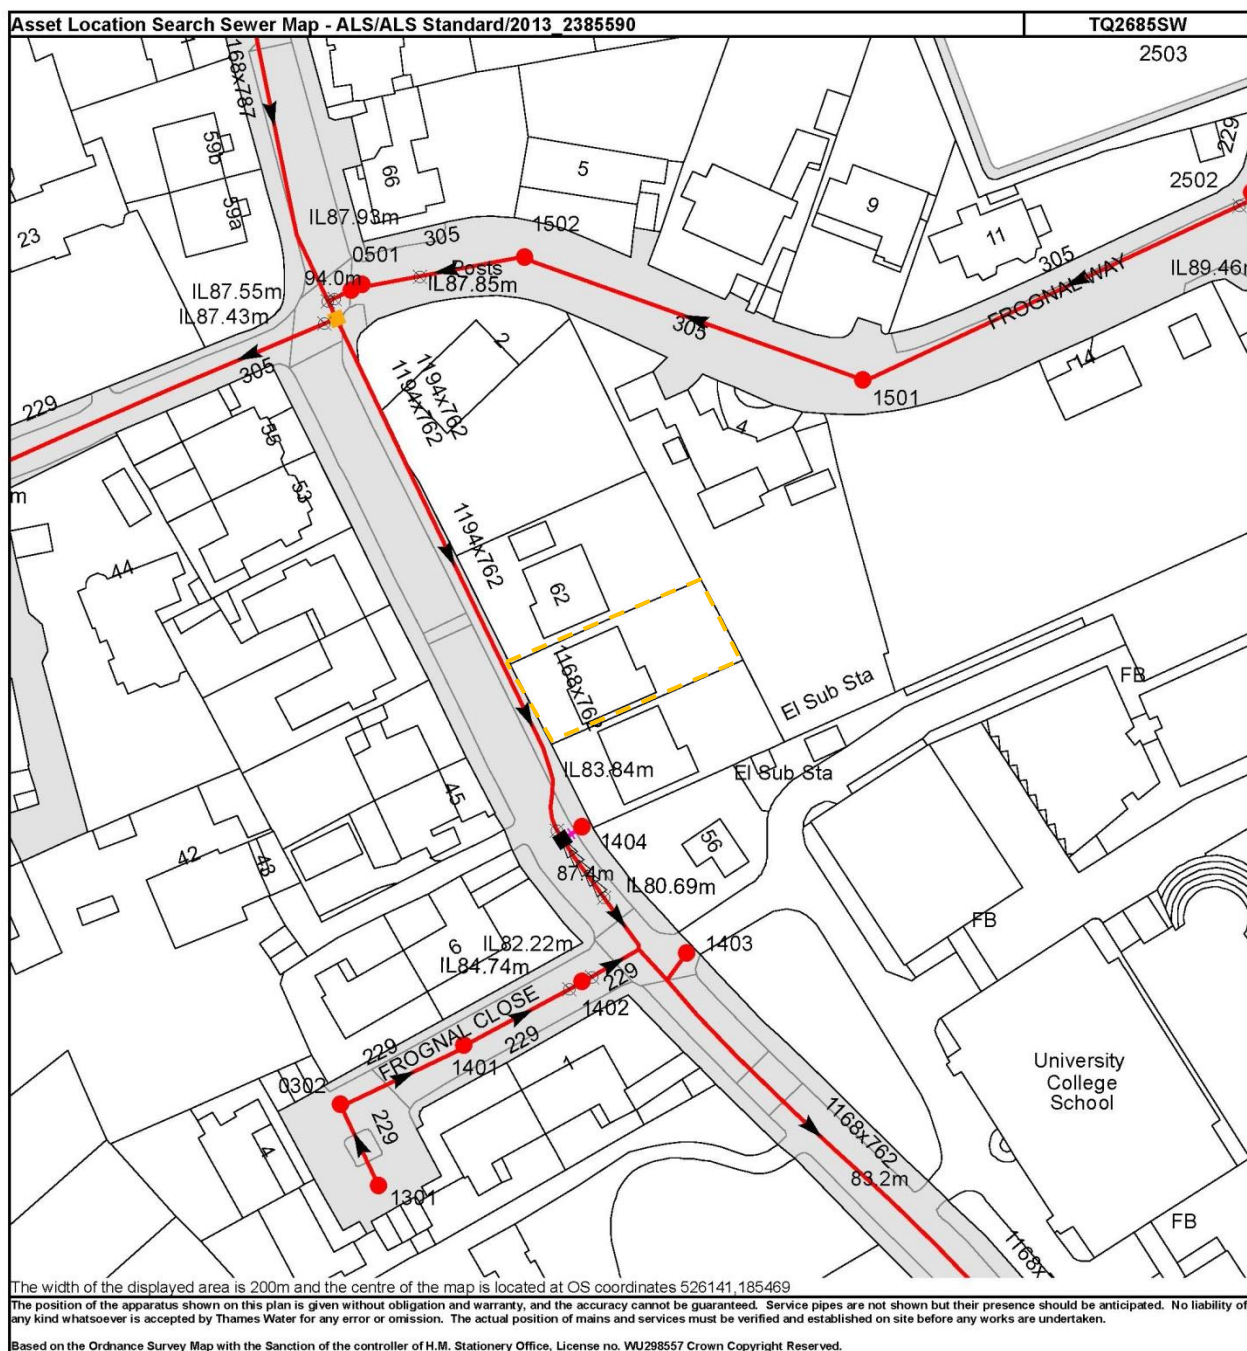 Asset Location Search Sewer Map - ALS/ALS Standard/2013_2385590
TQ2685SW
2503
168x787
59b
59a
66
5
229
2502
23
IL87.93m
305
1502
9
11
0501
94.0m
Posts
IL87.55m
IL87.85m
305
IL89.46m
IL87.43m
FROGNAL WAY
305
2
305
14
1194x762
1194x762
229
1501
4
55
53
m
1194x762
44
62
1168x762
El Sub Sta
FB
IL83.84m
El Sub Sta
45
42
43
1404
56
87.4m
IL80.69m
FB
6
IL82.22m
1403
IL84.74m
229
1402
FROGNAL CLOSE
229
229
1401
1
0302
University
College
School
229
1168x762
4
83.2m
1301
FB
1168x
The width of the displayed area is 200m and the centre of the map is located at OS coordinates 526141,185469
The position of the apparatus shown on this plan is given without obligation and warranty, and the accuracy cannot be guaranteed. Service pipes are not shown but their presence should be anticipated. No liability of
any kind whatsoever is accepted by Thames Water for any error or omission. The actual position of mains and services must be verified and established on site before any works are undertaken.
Based on the Ordnance Survey Map with the Sanction of the controller of H.M. Stationery Office, License no. WU298557 Crown Copyright Reserved.